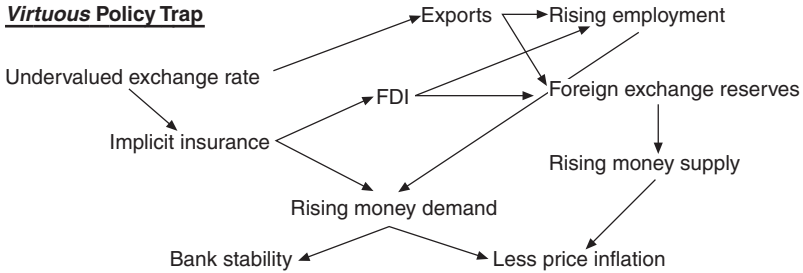 Virtuous Policy Trap
Exports
Rising employment
Undervalued exchange rate
FDI
Foreign exchange reserves
Implicit insurance
Rising money supply
Rising money demand
Bank stability
Less price inflation